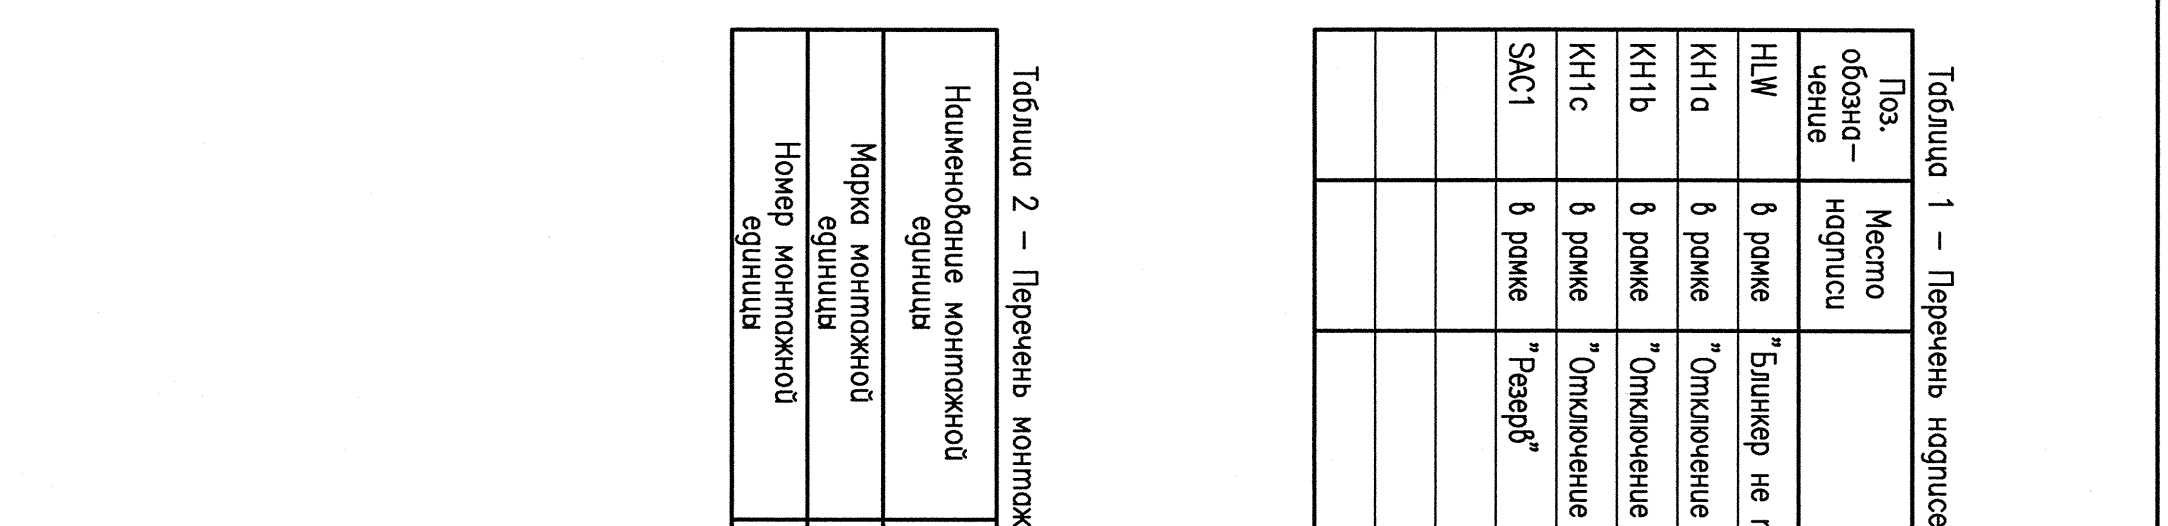 Таблица 1 — Перечень надписе
Поз. обозна— чение
Место надписи
HLW в рамке "Блинкер не
KH1a в рамке "Отключение
KH1b в рамке "Отключение
KH1c в рамке "Отключение
SAC1 в рамке "Резерв"
Таблица 2 — Перечень монтаж
Наименование монтажной
единицы
Марка монтажной
единицы
Номер монтажной
единицы